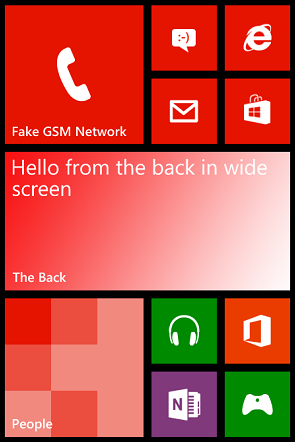 :-)
Fake GSM Network
Hello from the back in wide
screen
The Back
People
N